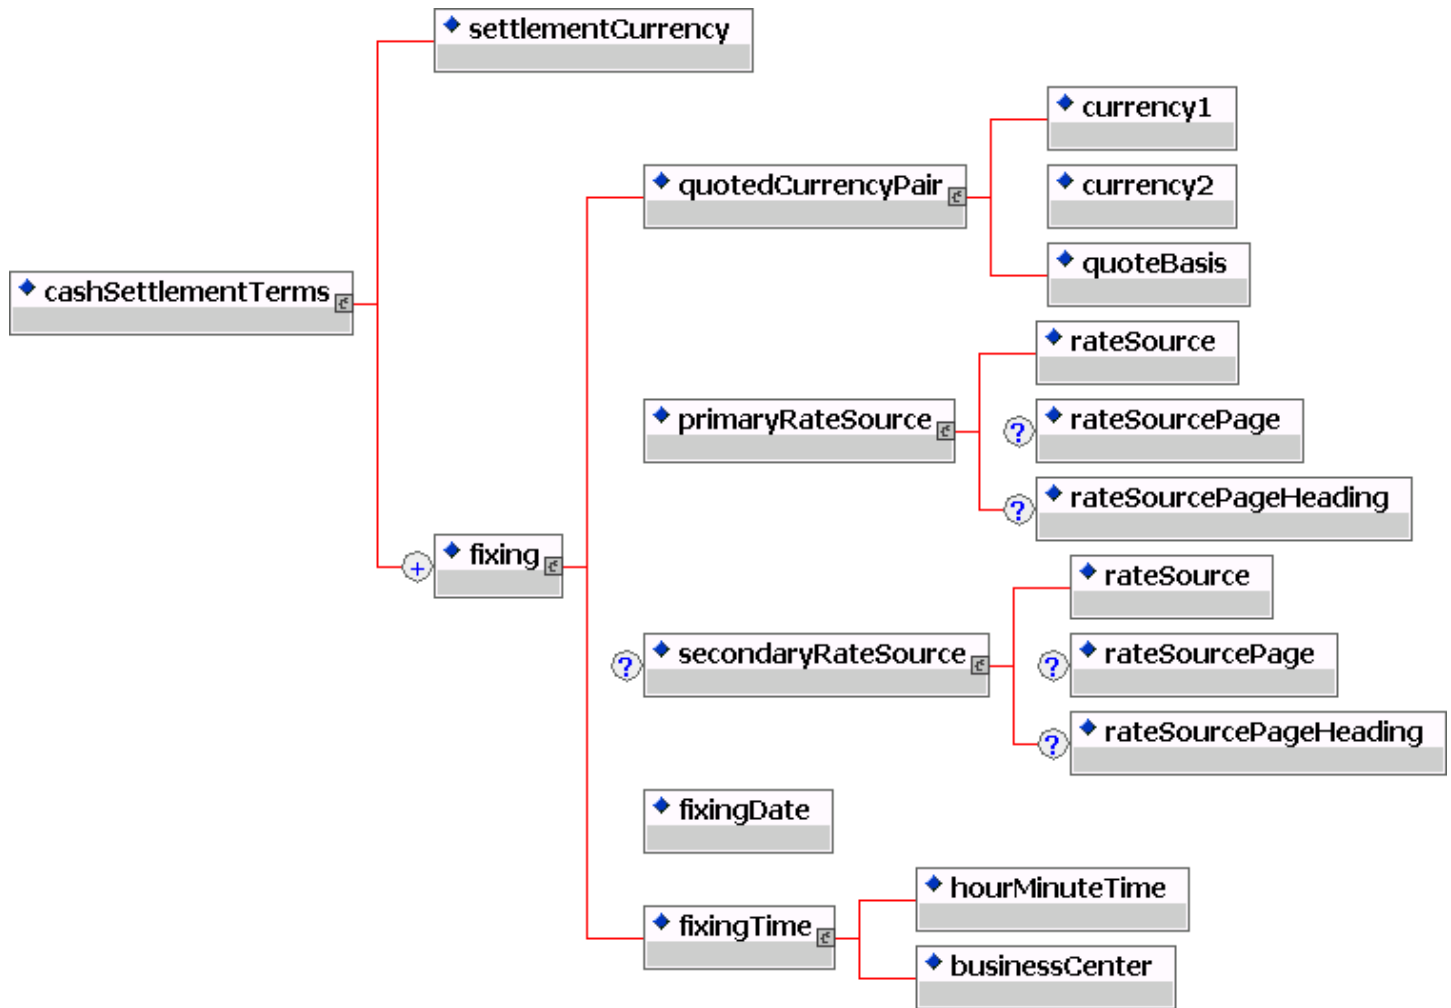 settlementCurrency
currency1
quotedCurrencyPair
currency2
quoteBasis
cashSettlementTerms
rateSource
primaryRateSource
? rateSourcePage
? rateSourcePageHeading
+ fixing
rateSource
? secondaryRateSource
? rateSourcePage
? rateSourcePageHeading
fixingDate
hourMinuteTime
fixingTime
businessCenter